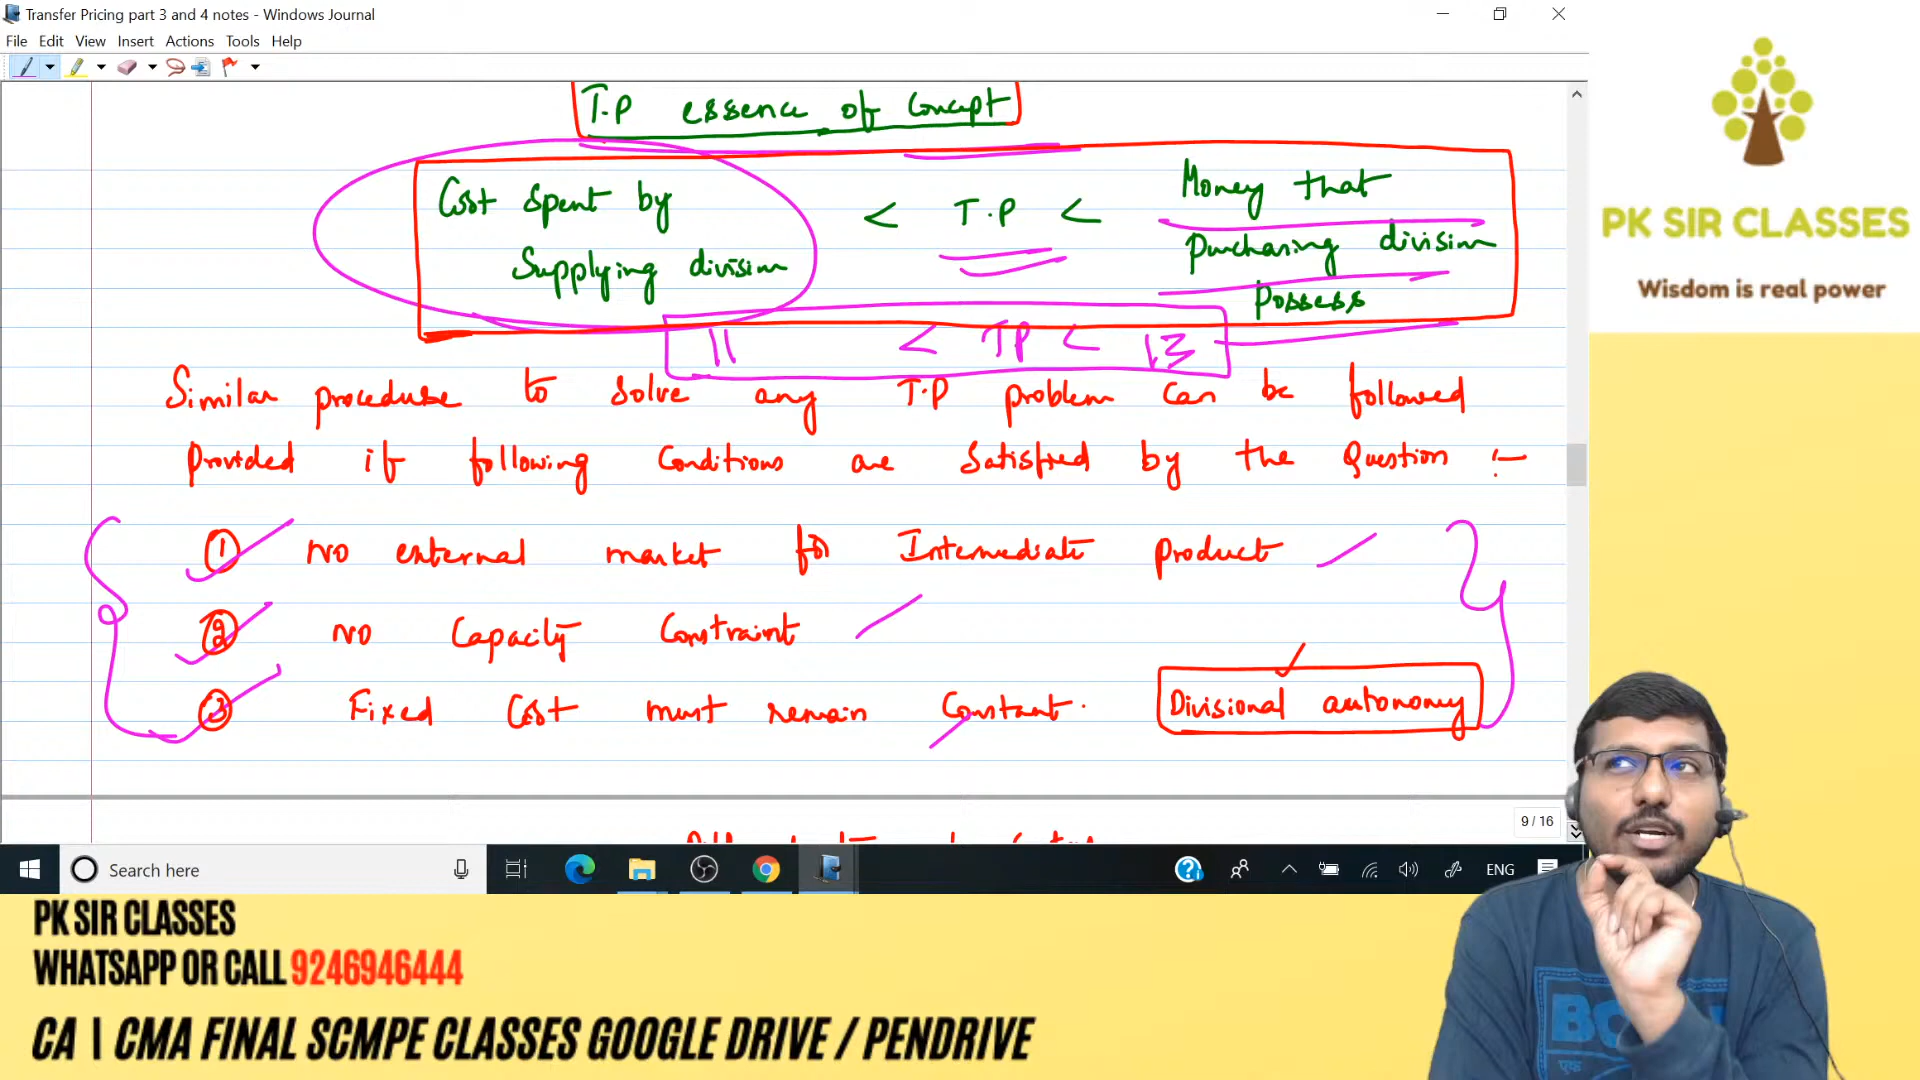 Transfer Pricing part 3 and 4 notes - Windows Journal
File Edit View Insert Actions Tools Help
T.P essence of Concept
Cost spent by
Supplying division
< T.P <
Money that
Purchasing division
Possess
11 < TP < 13
Similar procedure to solve any T.P problem can be followed
provided if following Conditions are Satisfied by the Question :-
① No external market for Intermediate product
② No Capacity Constraint
③ Fixed Cost must remain Constant.
Divisional autonomy
9 / 16
Search here
ENG
PK SIR CLASSES
Wisdom is real power
PK SIR CLASSES
WHATSAPP OR CALL 9246946444
CA \ CMA FINAL SCMPE CLASSES GOOGLE DRIVE / PENDRIVE